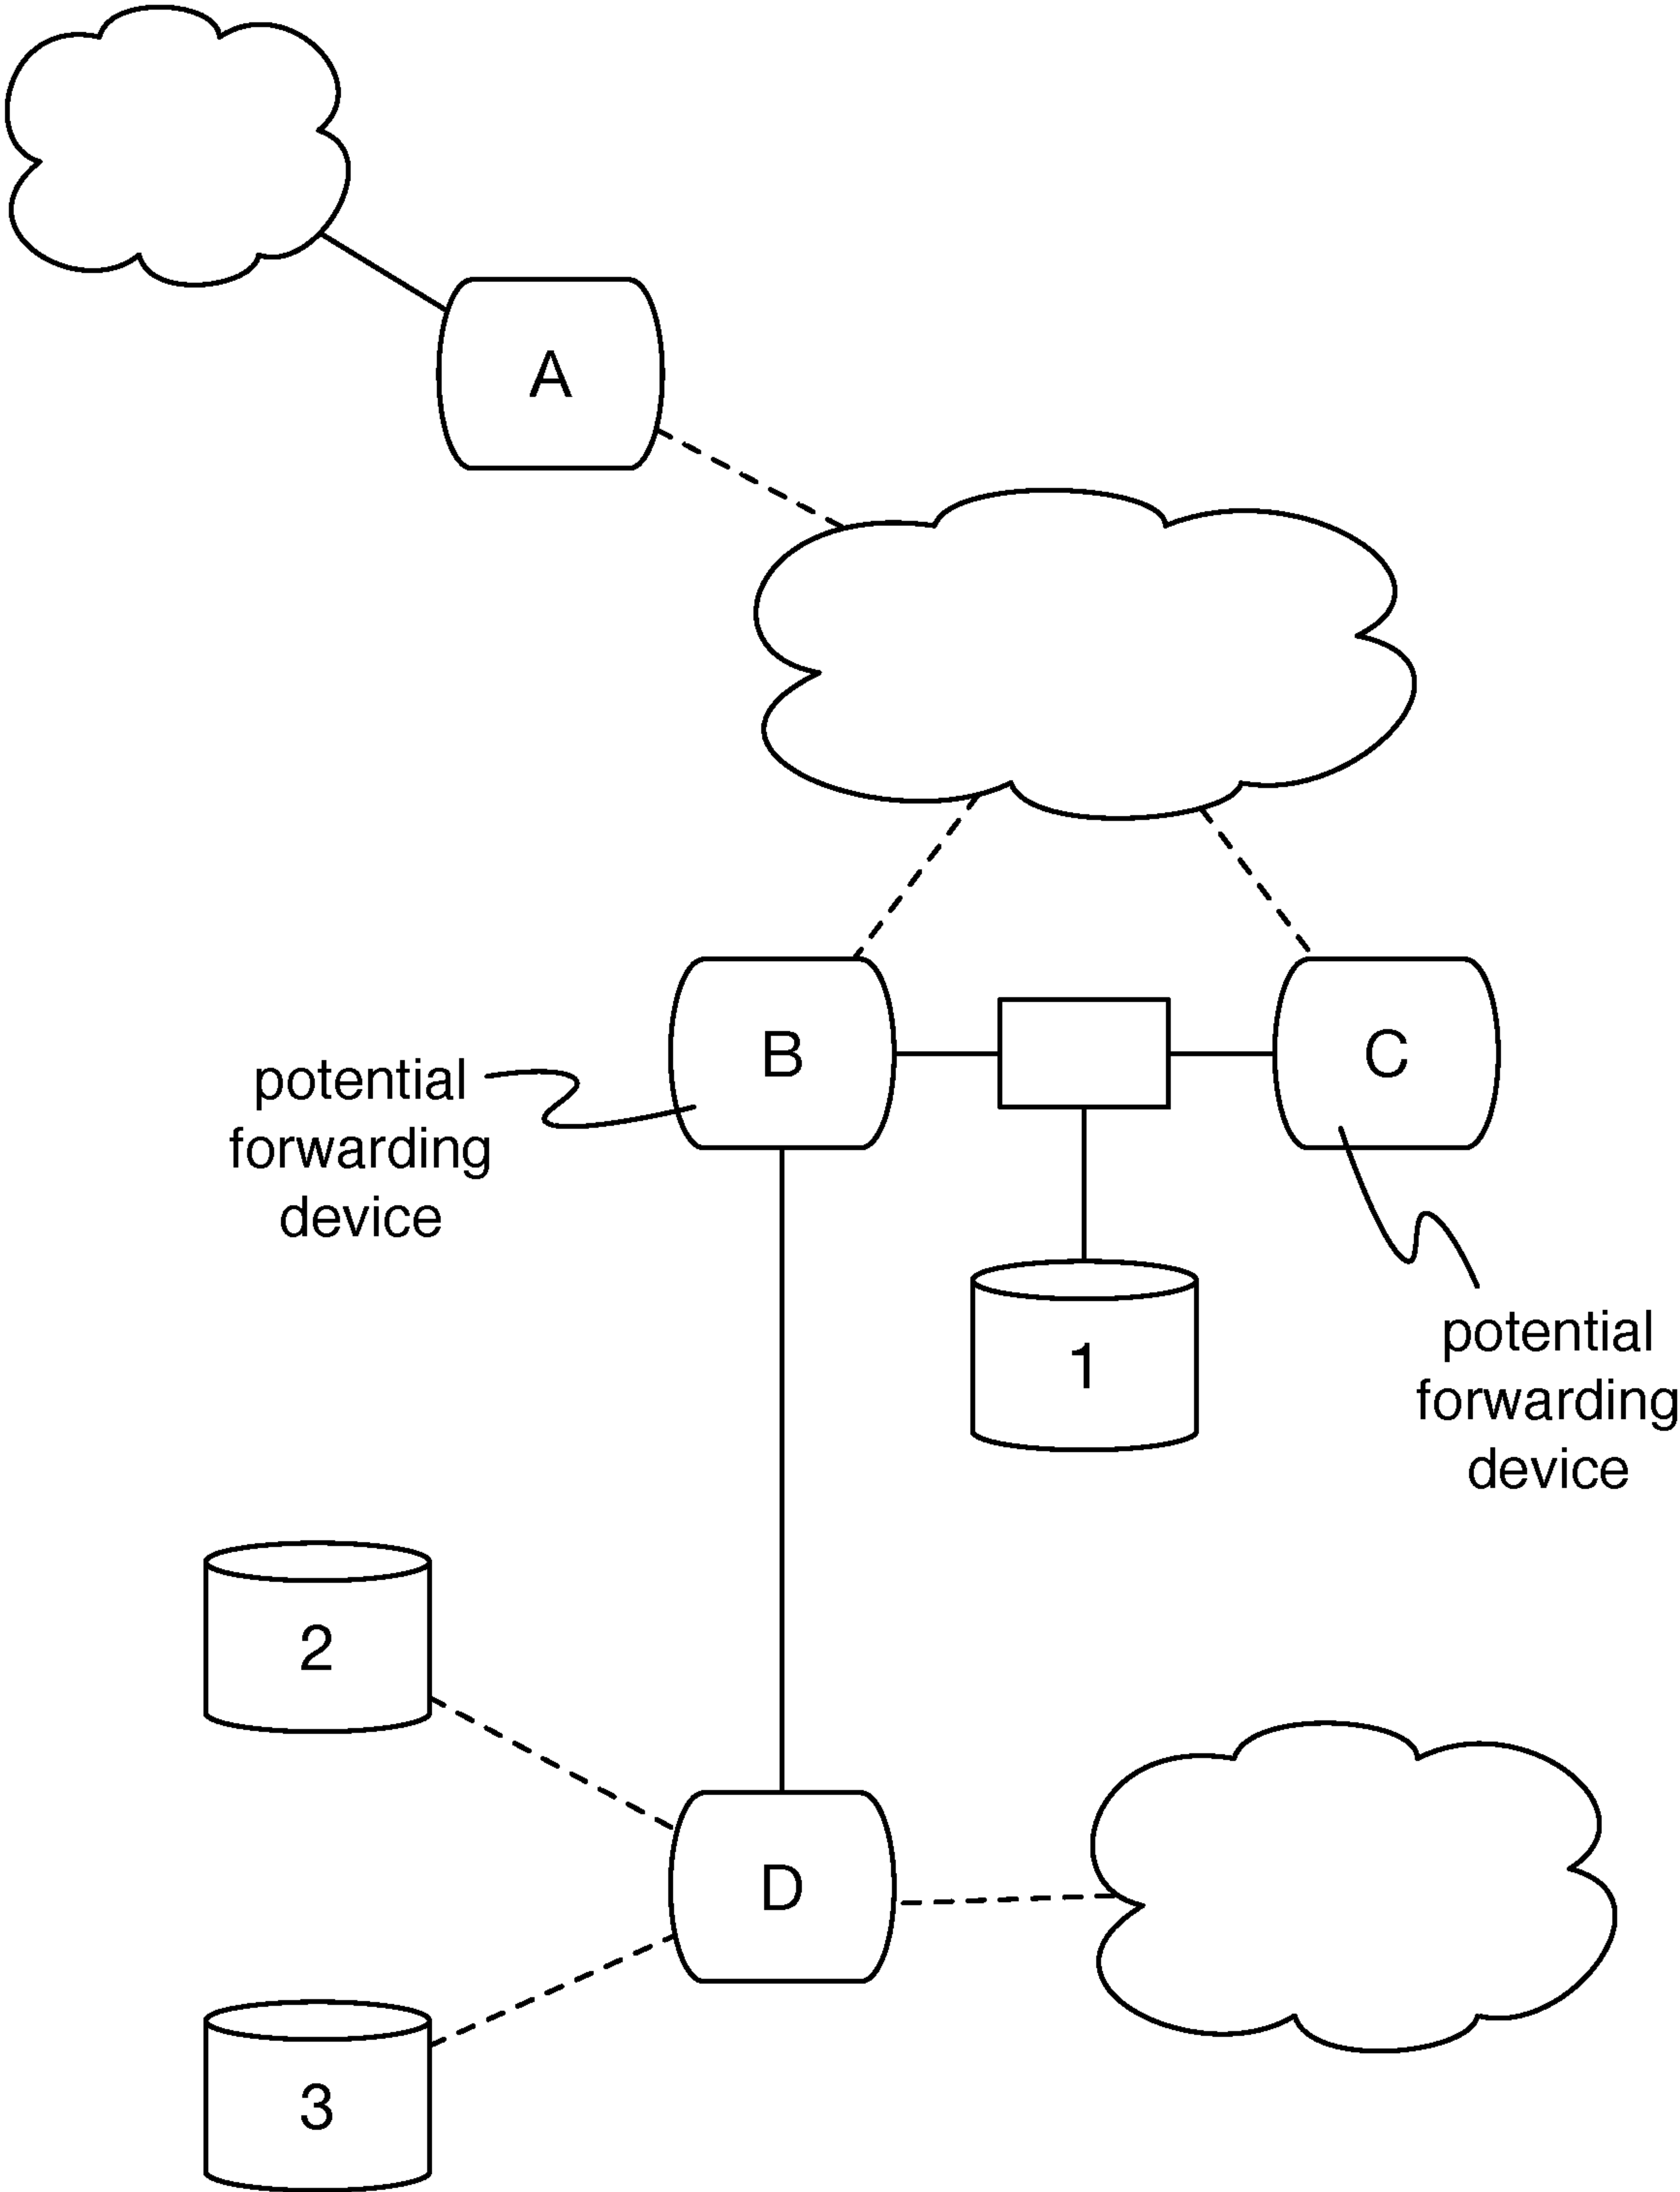 A
B
C
potential
forwarding
device
1
potential
forwarding
device
2
D
3